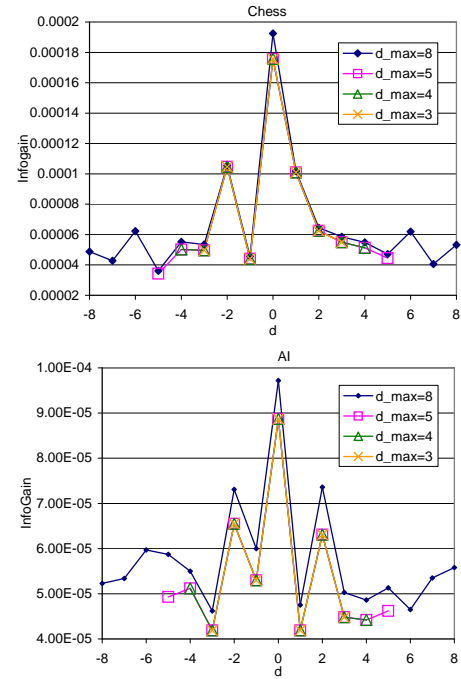 Chess
0.0002
0.00018
0.00016
0.00014
0.00012
0.0001
0.00008
0.00006
0.00004
0.00002
Infogain
d_max=8
d_max=5
d_max=4
d_max=3
-8 -6 -4 -2 0 2 4 6 8
d
AI
1.00E-04
9.00E-05
8.00E-05
7.00E-05
6.00E-05
5.00E-05
4.00E-05
InfoGain
d_max=8
d_max=5
d_max=4
d_max=3
-8 -6 -4 -2 0 2 4 6 8
d